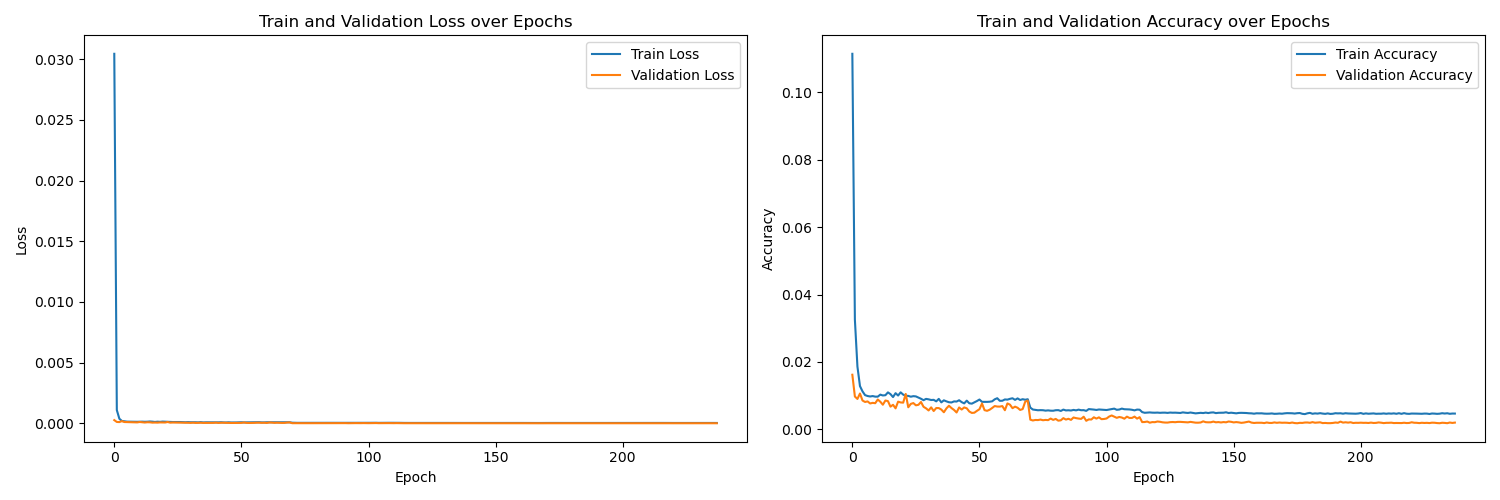 Train and Validation Loss over Epochs
Train Loss
Validation Loss
0.030
0.025
0.020
0.015
0.010
0.005
0.000
Loss
0
50
100
150
200
Epoch
Train and Validation Accuracy over Epochs
Train Accuracy
Validation Accuracy
0.10
0.08
0.06
0.04
0.02
0.00
Accuracy
0
50
100
150
200
Epoch